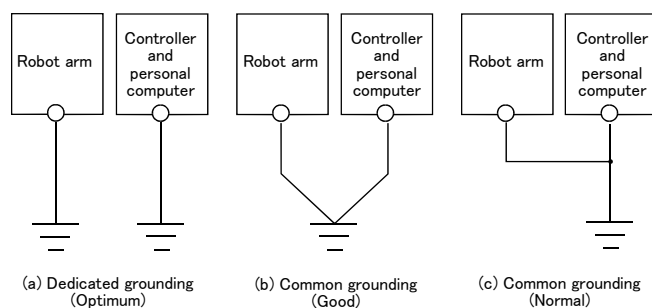 Robot arm
Controller
and
personal
computer
Robot arm
Controller
and
personal
computer
Robot arm
Controller
and
personal
computer
(a) Dedicated grounding
(Optimum)
(b) Common grounding
(Good)
(c) Common grounding
(Normal)